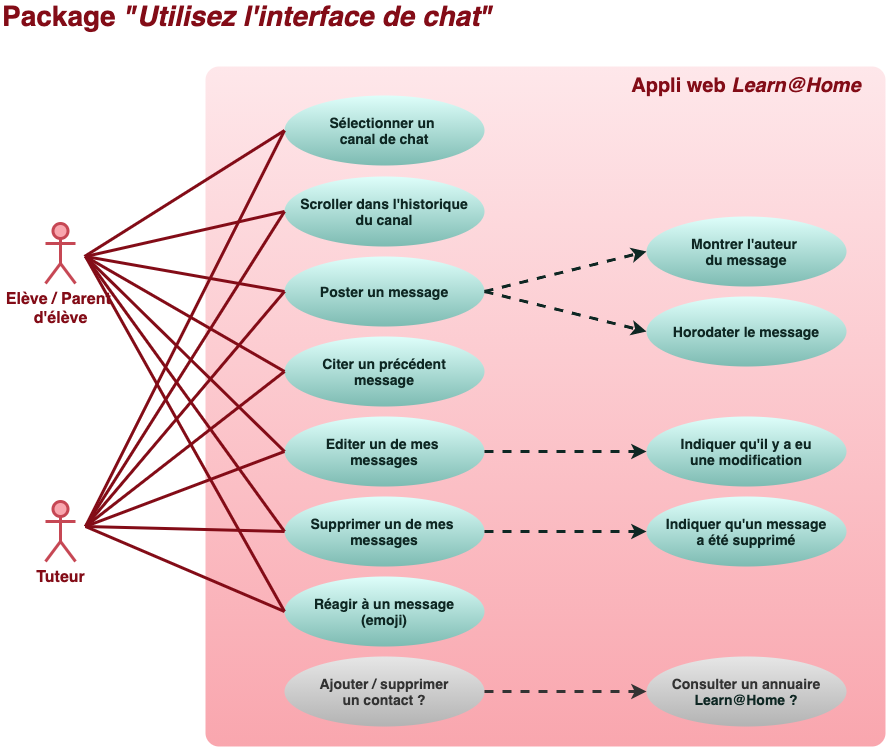 Package "Utilisez l'interface de chat"
Appli web Learn@Home
Sélectionner un
canal de chat
Scroller dans l'historique
du canal
Montrer l'auteur
du message
Elève / Parent
d'élève
Poster un message
Horodater le message
Citer un précédent
message
Editer un de mes
messages
Indiquer qu'il y a eu
une modification
Supprimer un de mes
messages
Indiquer qu'un message
a été supprimé
Tuteur
Réagir à un message
(emoji)
Ajouter / supprimer
un contact ?
Consulter un annuaire
Learn@Home ?